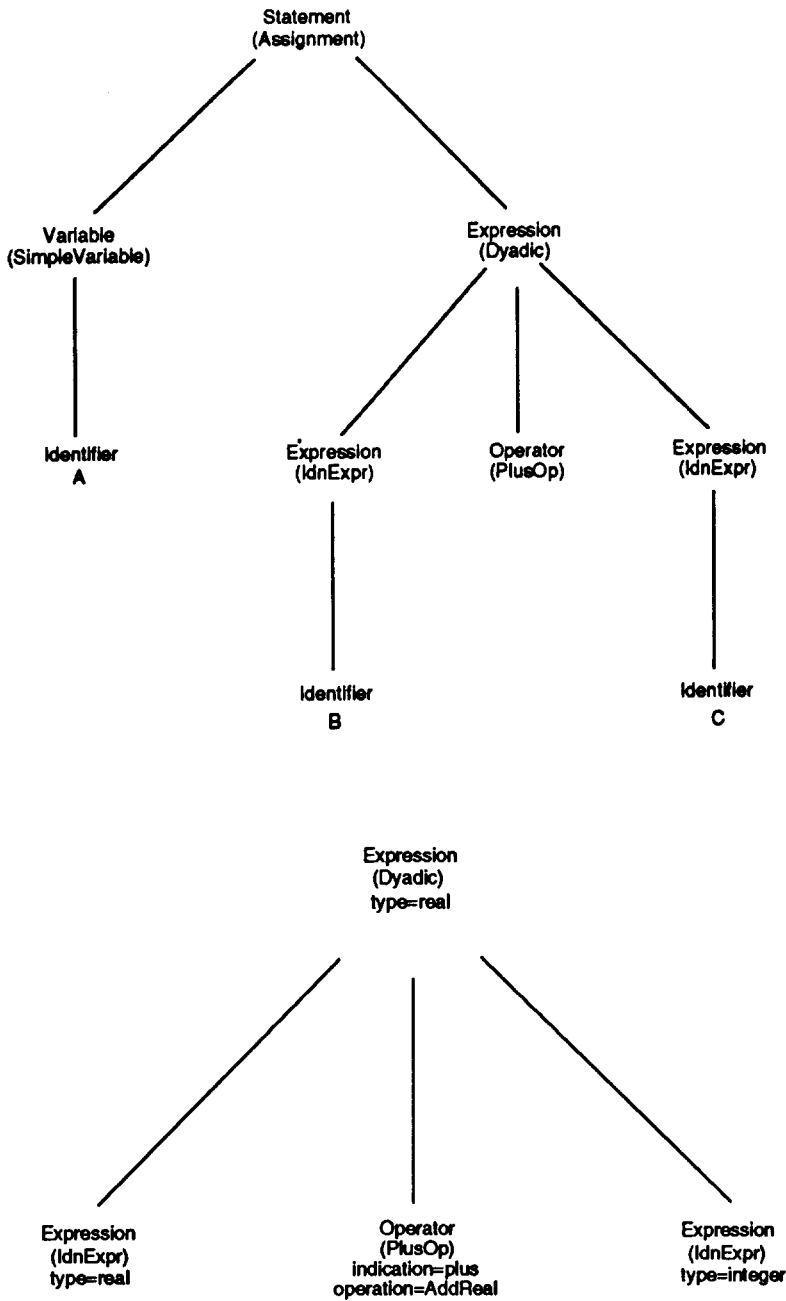 Statement
(Assignment)
Variable
(SimpleVariable)
Expression
(Dyadic)
Identifier
A
Expression
(IdnExpr)
Operator
(PlusOp)
Expression
(IdnExpr)
Identifier
B
Identifier
C
Expression
(Dyadic)
type=real
Expression
(IdnExpr)
type=real
Operator
(PlusOp)
indication=plus
operation=AddReal
Expression
(IdnExpr)
type=integer